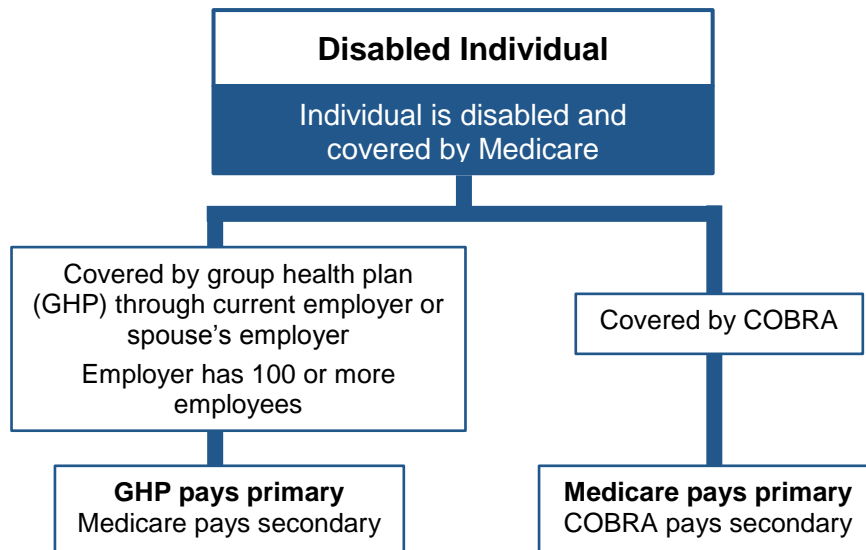 Disabled Individual
Individual is disabled and
covered by Medicare
Covered by group health plan
(GHP) through current employer or
spouse’s employer
Employer has 100 or more
employees
Covered by COBRA
GHP pays primary
Medicare pays secondary
Medicare pays primary
COBRA pays secondary